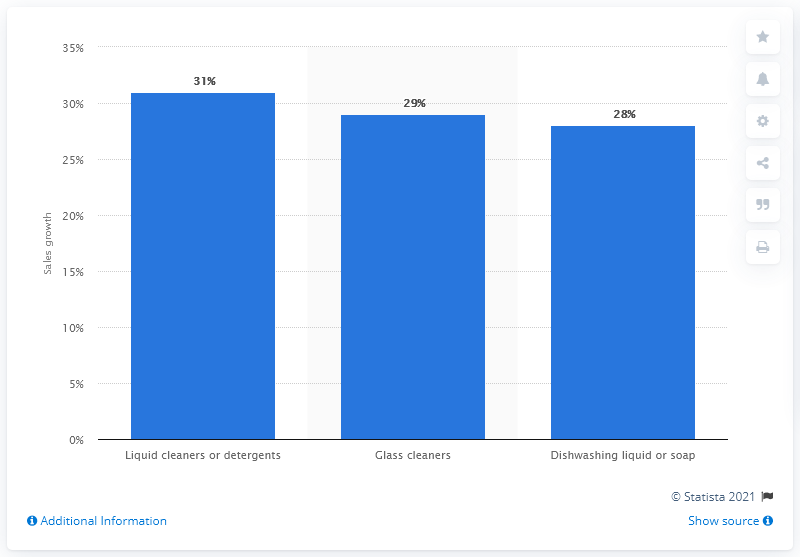 35%
30%
25%
20%
15%
10%
5%
0%
Sales growth
31%
29%
28%
Liquid cleaners or detergents
Glass cleaners
Dishwashing liquid or soap
© Statista 2021
Additional Information
Show source